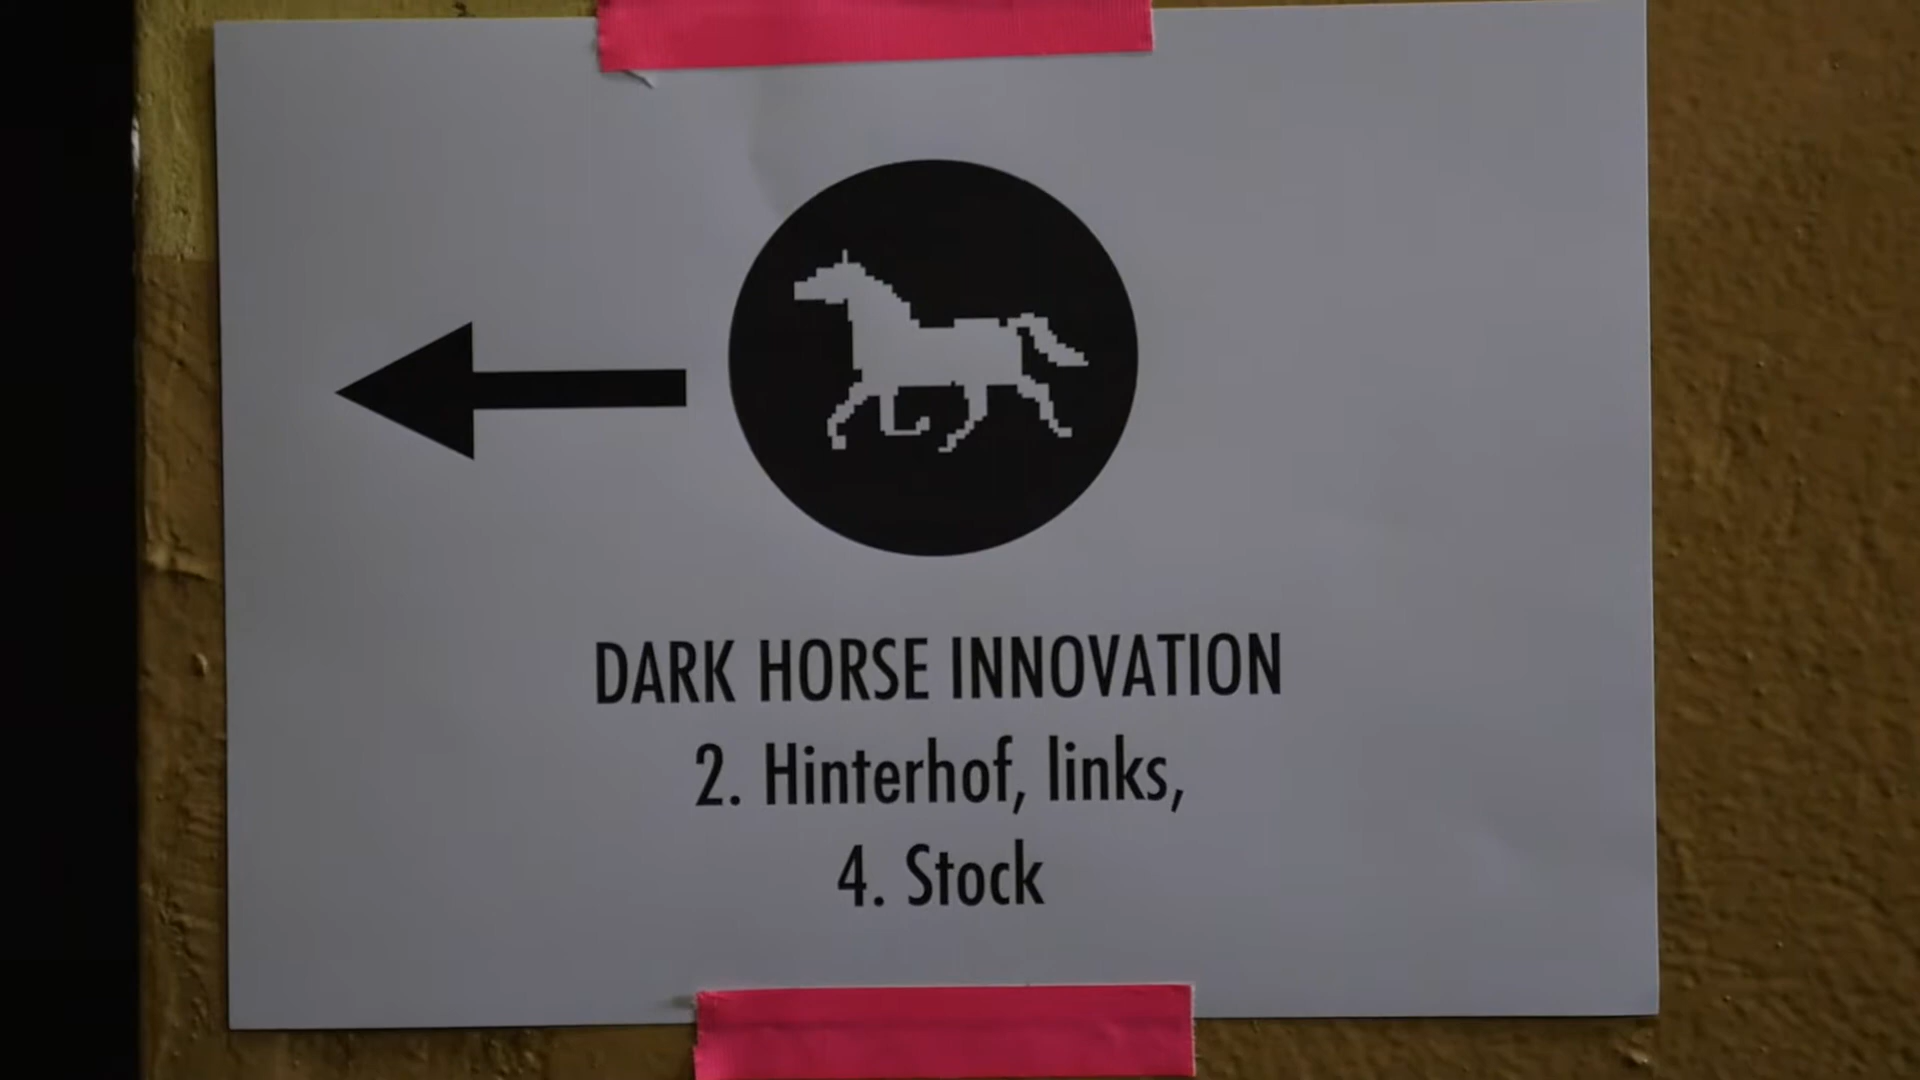 DARK HORSE INNOVATION
2. Hinterhof, links,
4. Stock